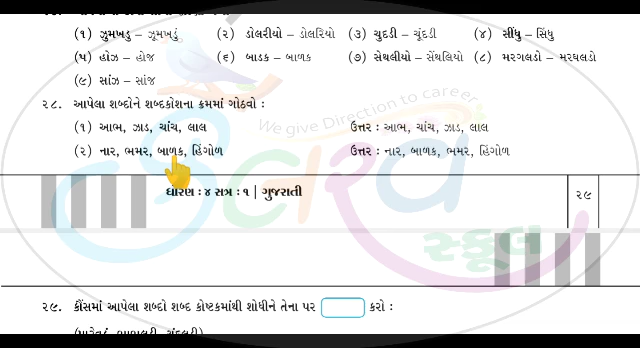 (૧) ઝુમખડુ – ઝૂમખડું (૨) ડોલરીયો – ડોલરિયો (૩) ચુદડી – ચૂંદડી (૪) સીંધુ – સિંધુ
(૫) હોઝ – હોજ (૬) બાડક – બાળક (૭) સેથલીયો – સેંથલિયો (૮) મરગલડો – મરઘલડો
(૯) સાંઝ – સાંજ
૨૮. આપેલા શબ્દોને શબ્દકોશના ક્રમમાં ગોઠવો :
(૧) આભ, ઝાડ, ચાંચ, લાલ ઉત્તર : આભ, ચાંચ, ઝાડ, લાલ
(૨) નાર, ભમર, બાળક, હિંગોળ ઉત્તર : નાર, બાળક, ભમર, હિંગોળ
We give Direction to career
કલરવ
ધોરણ : ૪ સત્ર : ૧ | ગુજરાતી ૨૯
સ્કૂલ
૨૯. કૌંસમાં આપેલા શબ્દો શબ્દ કોષ્ટકમાંથી શોધીને તેના પર કરો :